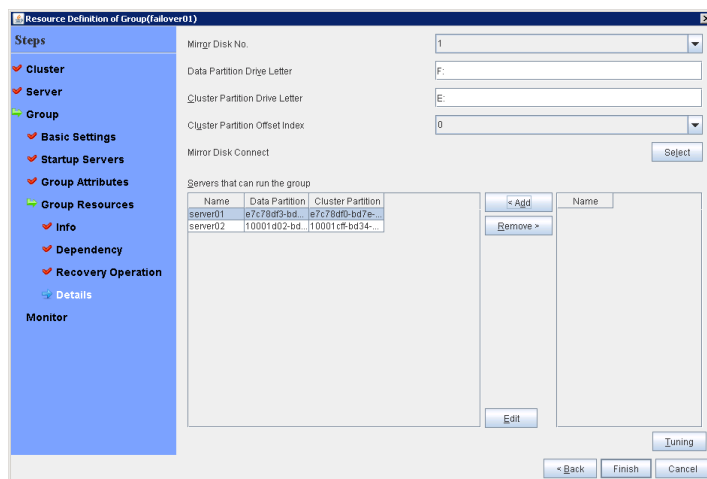 Resource Definition of Group(failover01)
Steps
Cluster
Server
Group
Basic Settings
Startup Servers
Group Attributes
Group Resources
Info
Dependency
Recovery Operation
Details
Monitor
Mirror Disk No. 1
Data Partition Drive Letter F:
Cluster Partition Drive Letter E:
Cluster Partition Offset Index 0
Mirror Disk Connect Select
Servers that can run the group
Name Data Partition Cluster Partition
server01 e7c78df3-bd... e7c78df0-bd7e-...
server02 10001d02-bd... 10001cff-bd34-...
< Add
Remove >
Edit
Name
Tuning
< Back Finish Cancel